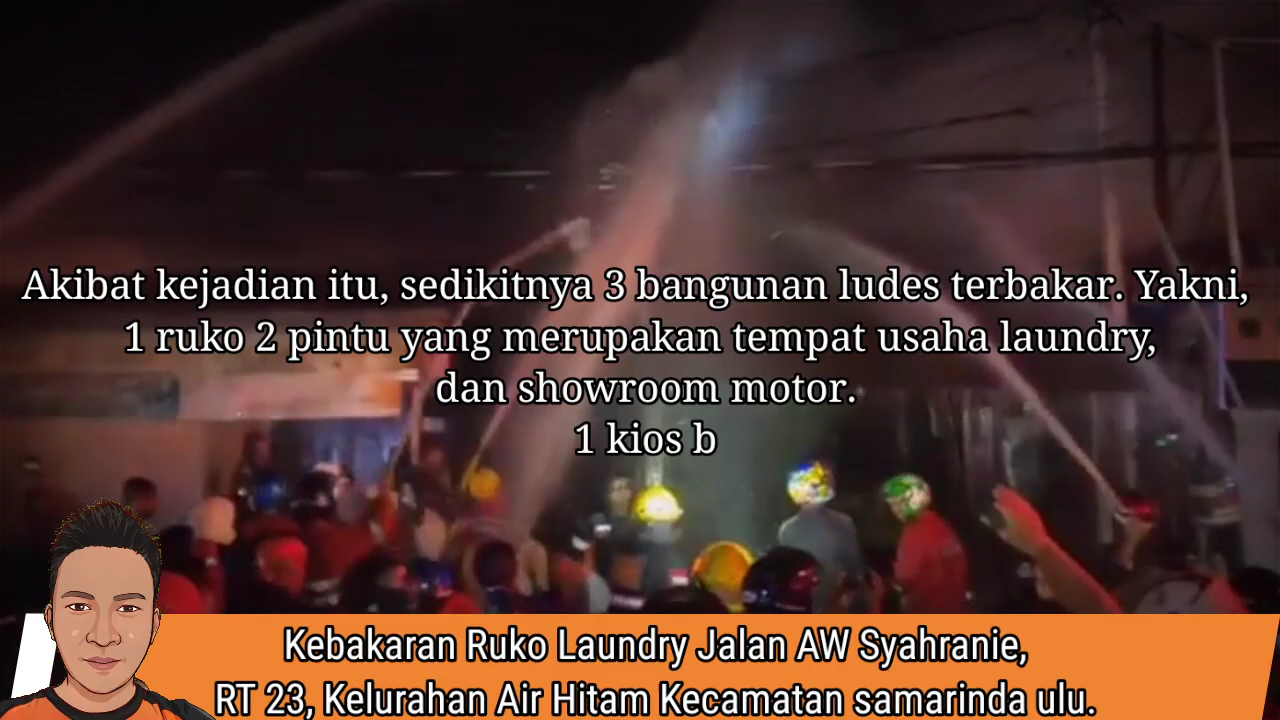 Akibat kejadian itu, sedikitnya 3 bangunan ludes terbakar. Yakni,
1 ruko 2 pintu yang merupakan tempat usaha laundry,
dan showroom motor.
1 kios b
Kebakaran Ruko Laundry Jalan AW Syahranie,
RT 23, Kelurahan Air Hitam Kecamatan samarinda ulu.